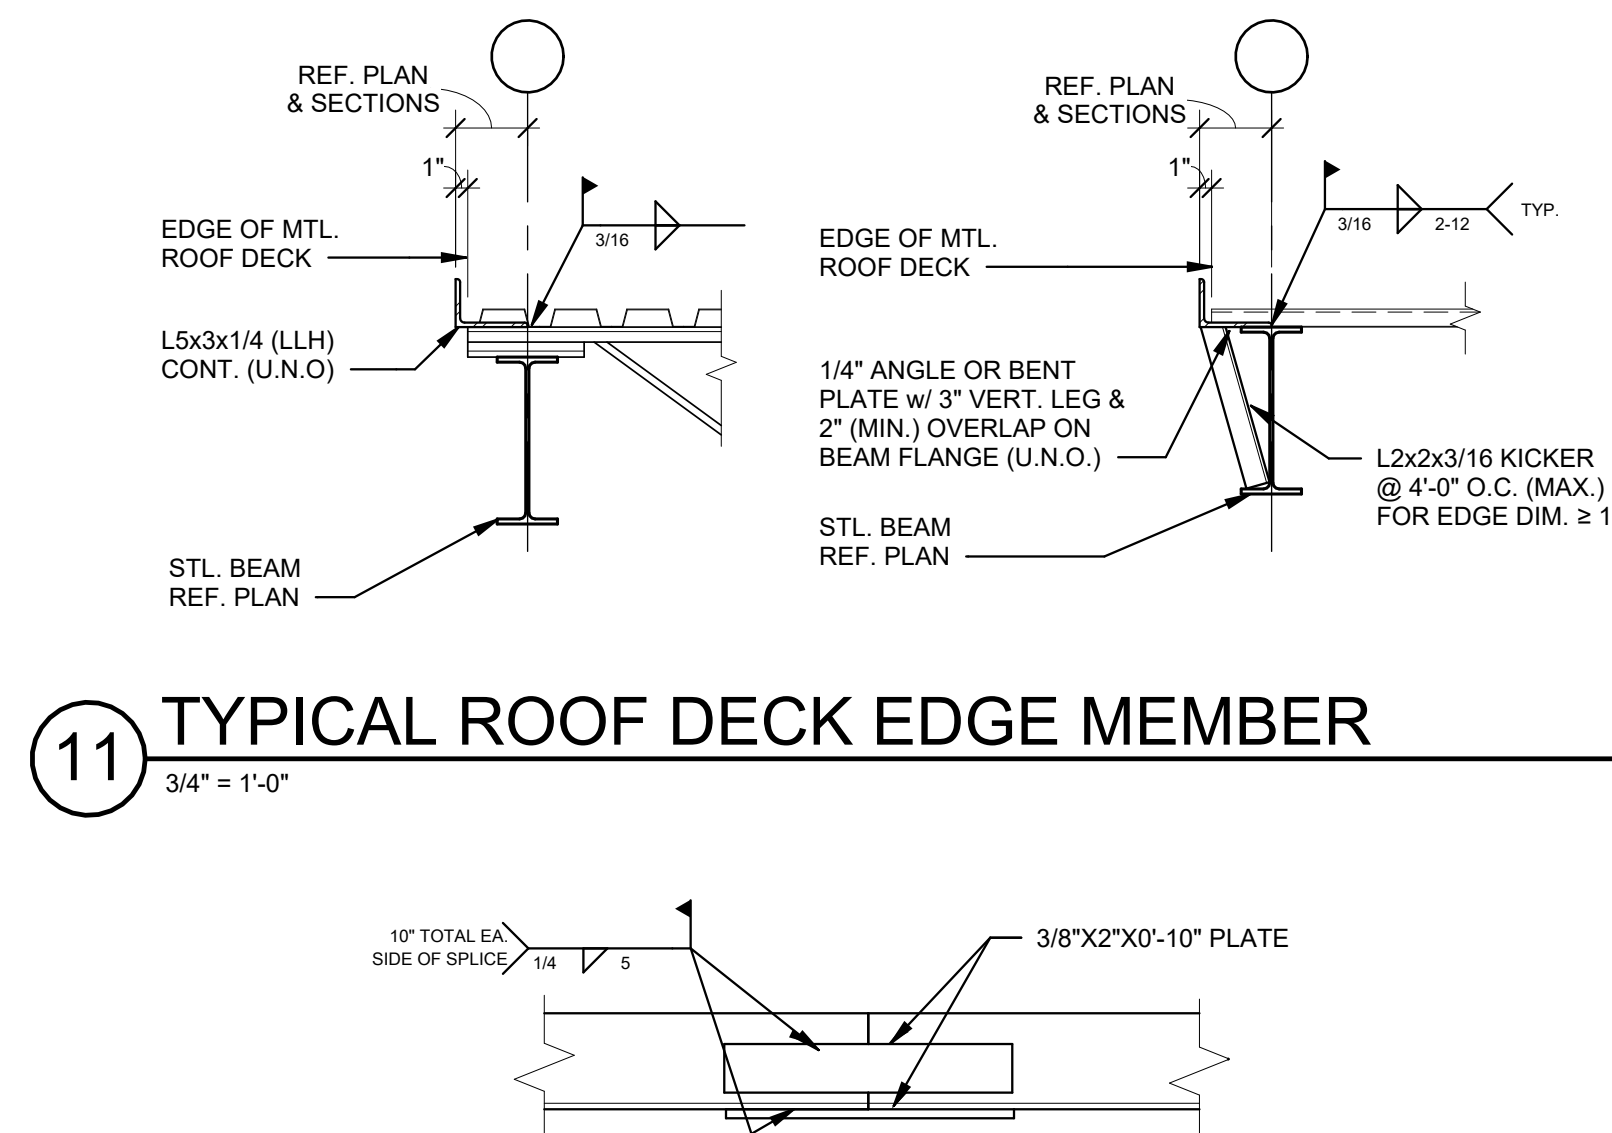 REF. PLAN
& SECTIONS
1"
EDGE OF MTL.
ROOF DECK
3/16
L5x3x1/4 (LLH)
CONT. (U.N.O)
STL. BEAM
REF. PLAN
REF. PLAN
& SECTIONS
1"
EDGE OF MTL.
ROOF DECK
3/16
2-12
TYP.
1/4" ANGLE OR BENT
PLATE w/ 3" VERT. LEG &
2" (MIN.) OVERLAP ON
BEAM FLANGE (U.N.O.)
L2x2x3/16 KICKER
@ 4'-0" O.C. (MAX.)
FOR EDGE DIM. ≥ 1
STL. BEAM
REF. PLAN
11
TYPICAL ROOF DECK EDGE MEMBER
3/4" = 1'-0"
10" TOTAL EA.
SIDE OF SPLICE
1/4
5
3/8"X2"X0'-10" PLATE